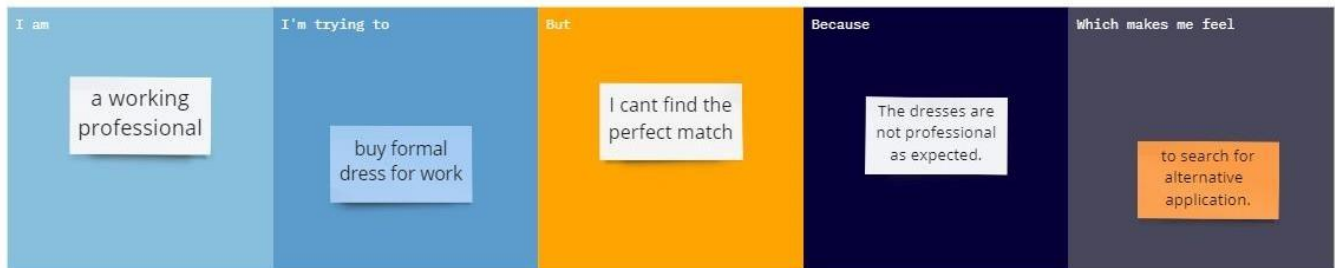 I am
a working
professional
I'm trying to
buy formal
dress for work
But
I cant find the
perfect match
Because
The dresses are
not professional
as expected.
Which makes me feel
to search for
alternative
application.